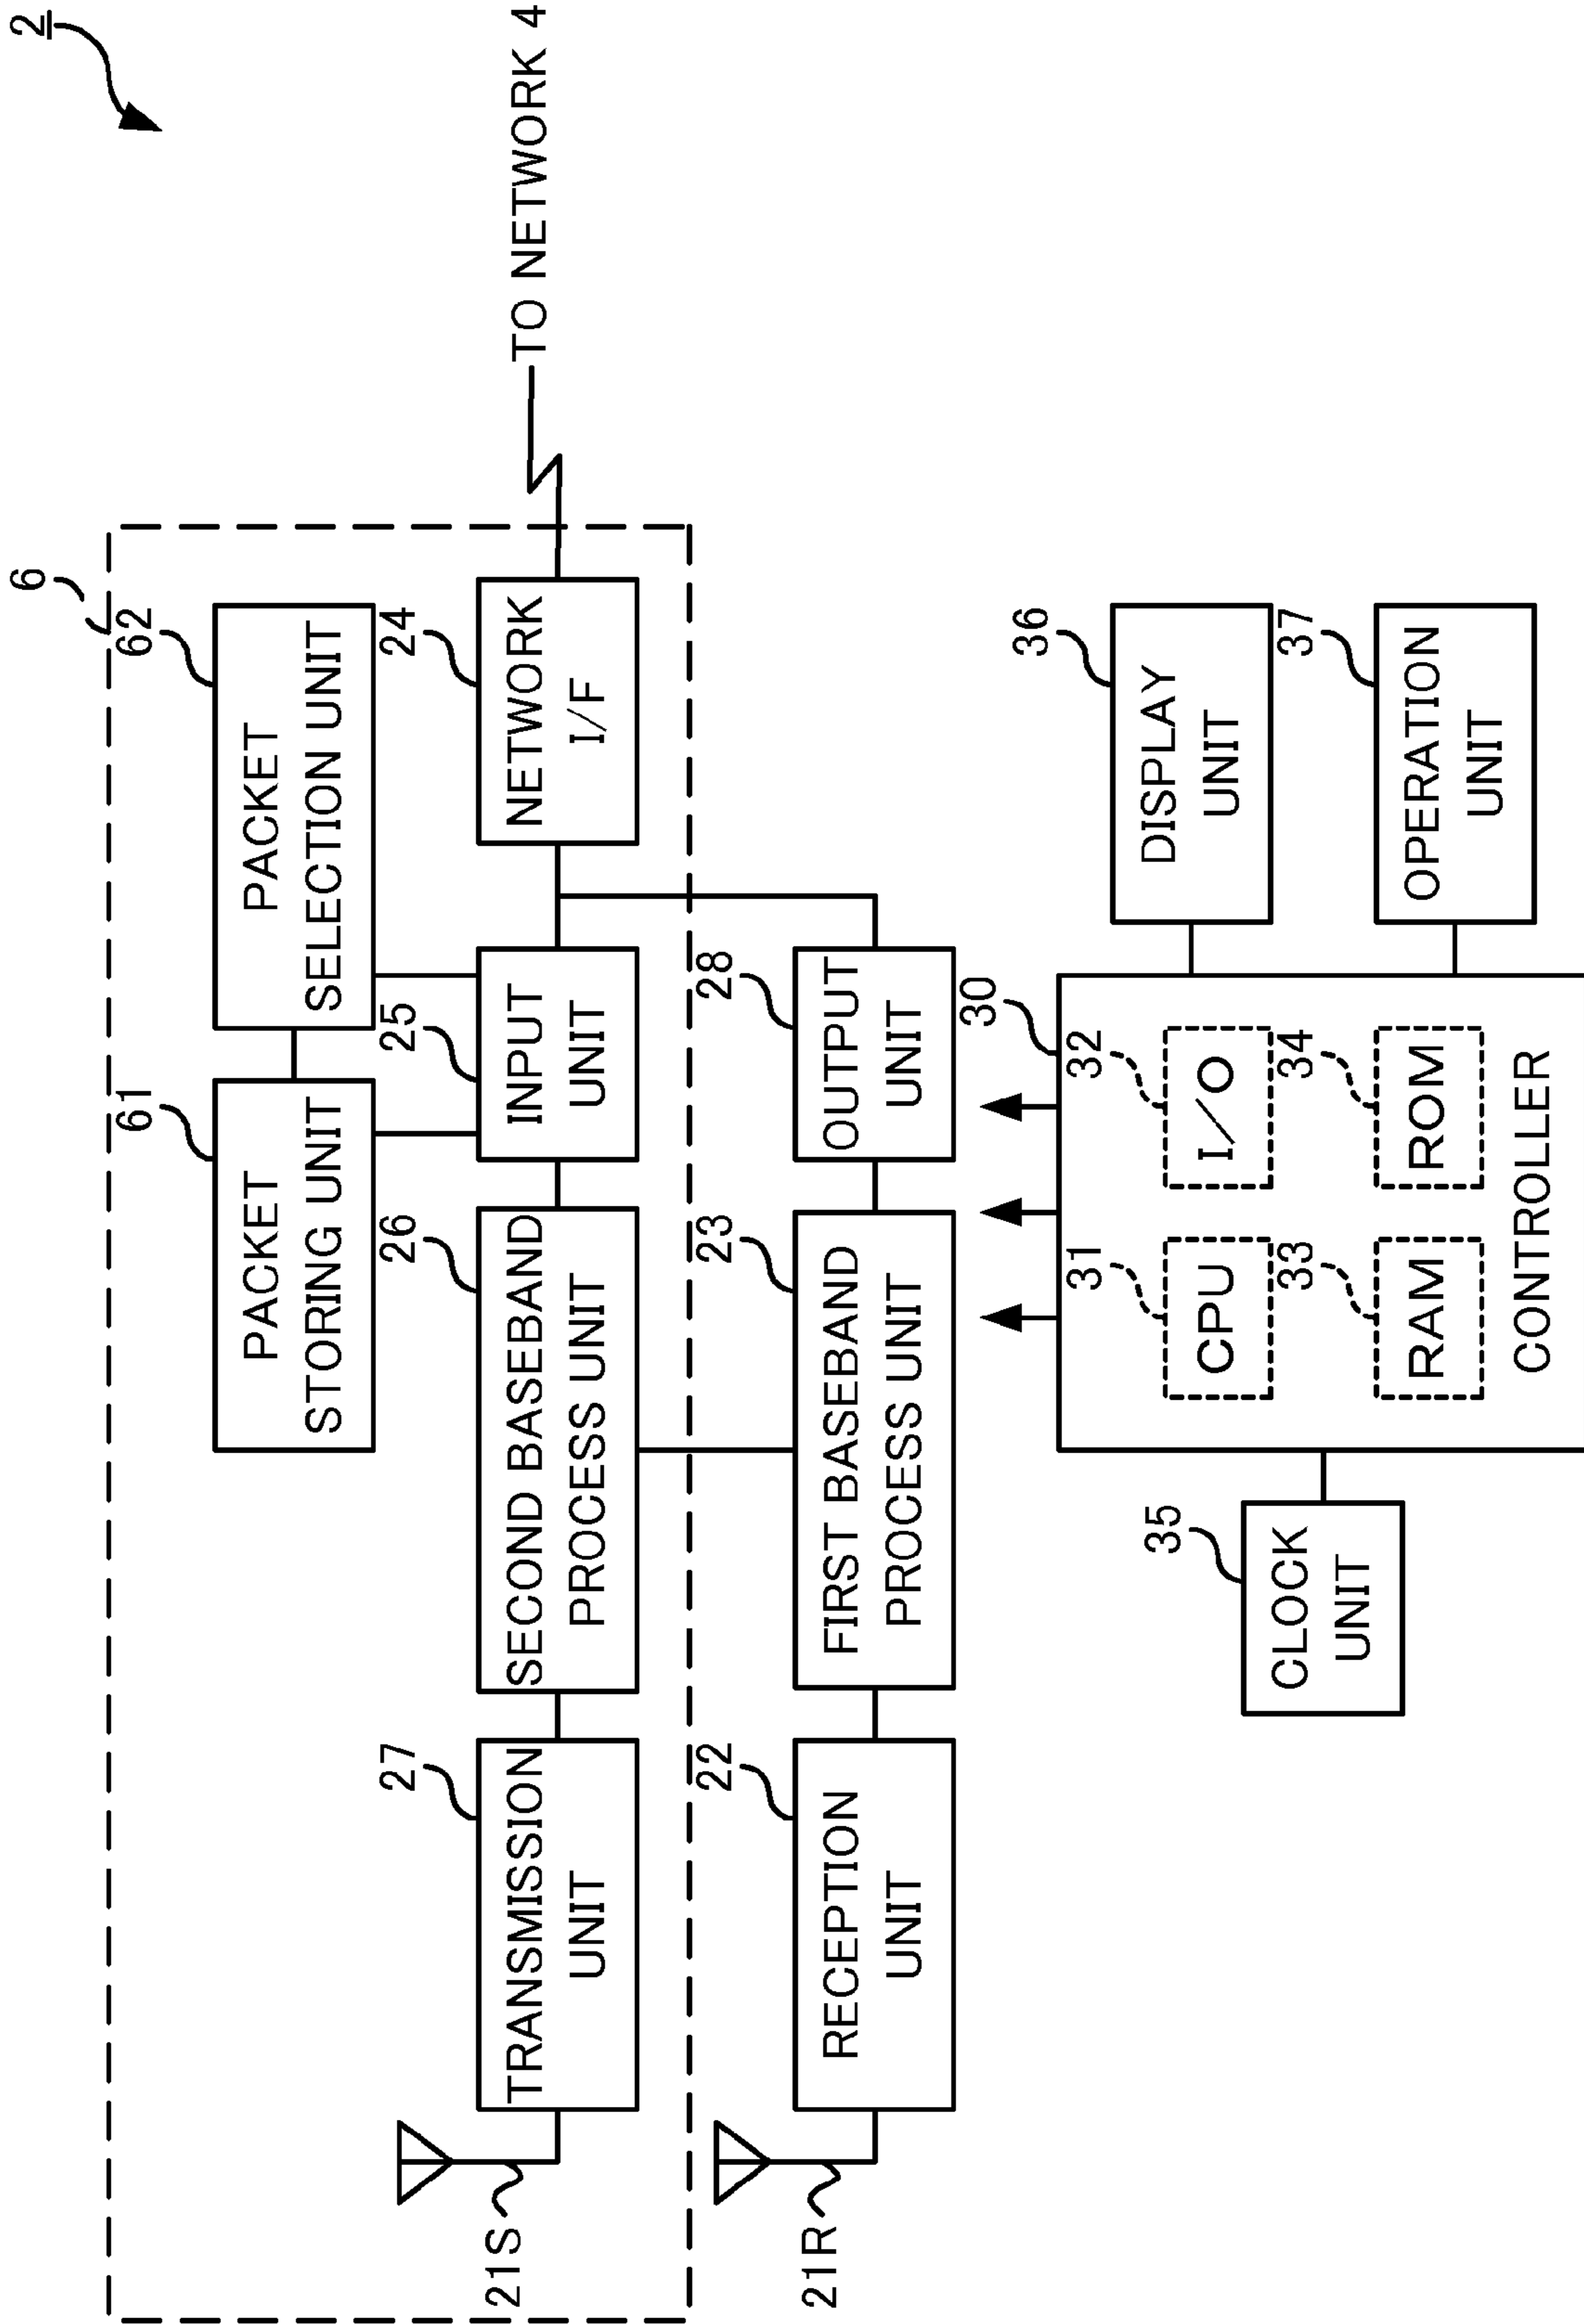 2
6
61
PACKET
STORING UNIT
62
PACKET
SELECTION UNIT
21S
27
TRANSMISSION
UNIT
26
SECOND BASEBAND
PROCESS UNIT
25
INPUT
UNIT
24
NETWORK
I/F
TO NETWORK 4
21R
22
RECEPTION
UNIT
23
FIRST BASEBAND
PROCESS UNIT
28
OUTPUT
UNIT
30
31
CPU
32
I/O
33
RAM
34
ROM
CONTROLLER
35
CLOCK
UNIT
36
DISPLAY
UNIT
37
OPERATION
UNIT